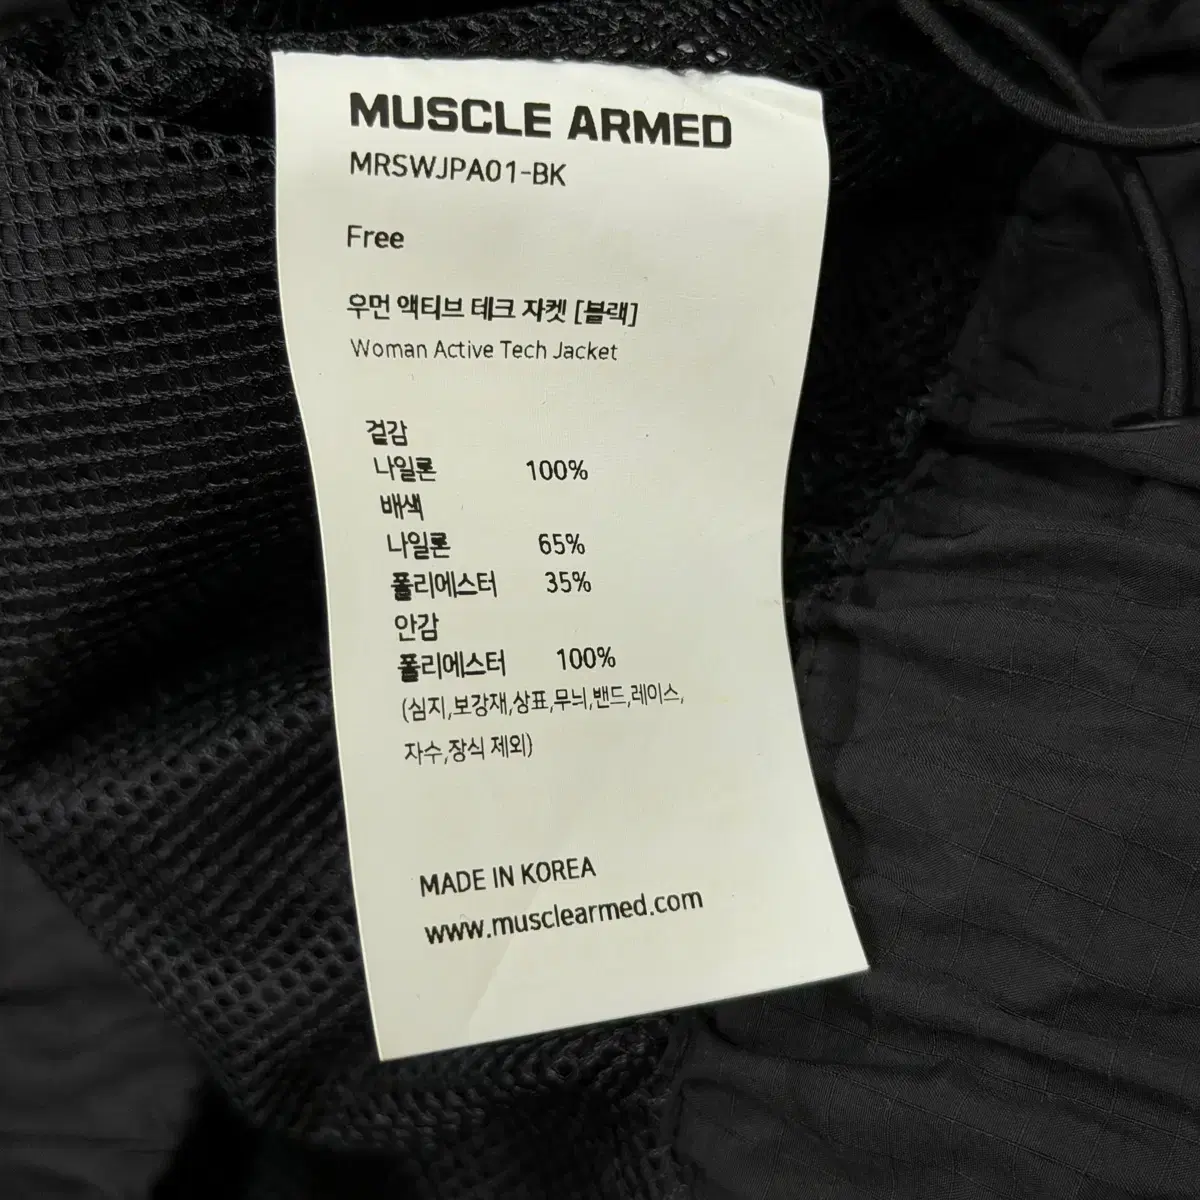 MUSCLE ARMED
MRSWJPA01-BK
Free
우먼 액티브 테크 자켓 [블랙]
Woman Active Tech Jacket
겉감
나일론 100%
배색
나일론 65%
폴리에스터 35%
안감
폴리에스터 100%
(심지,보강재,상표,무늬,밴드,레이스,
자수,장식 제외)
MADE IN KOREA
www.musclearmed.com